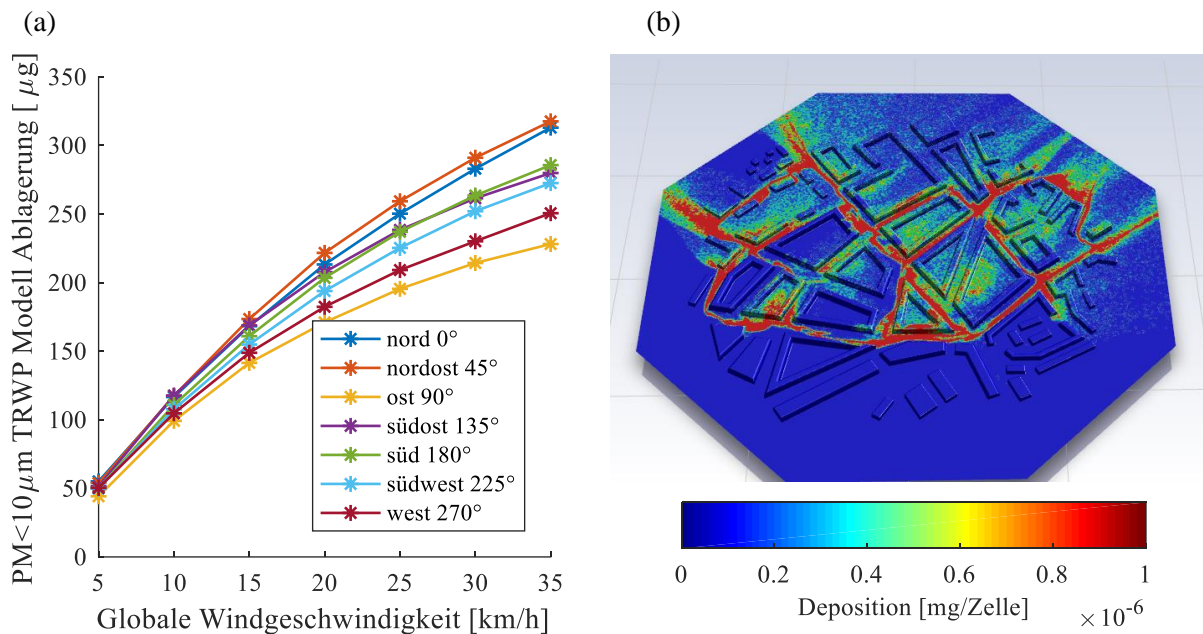 (a)
(b)
PM<10μm TRWP Modell Ablagerung [ μg]
350
300
250
200
150
100
50
0
5 10 15 20 25 30 35
Globale Windgeschwindigkeit [km/h]
nord 0°
nordost 45°
ost 90°
südost 135°
süd 180°
südwest 225°
west 270°
0 0.2 0.4 0.6 0.8 1
Deposition [mg/Zelle]
×10⁻⁶